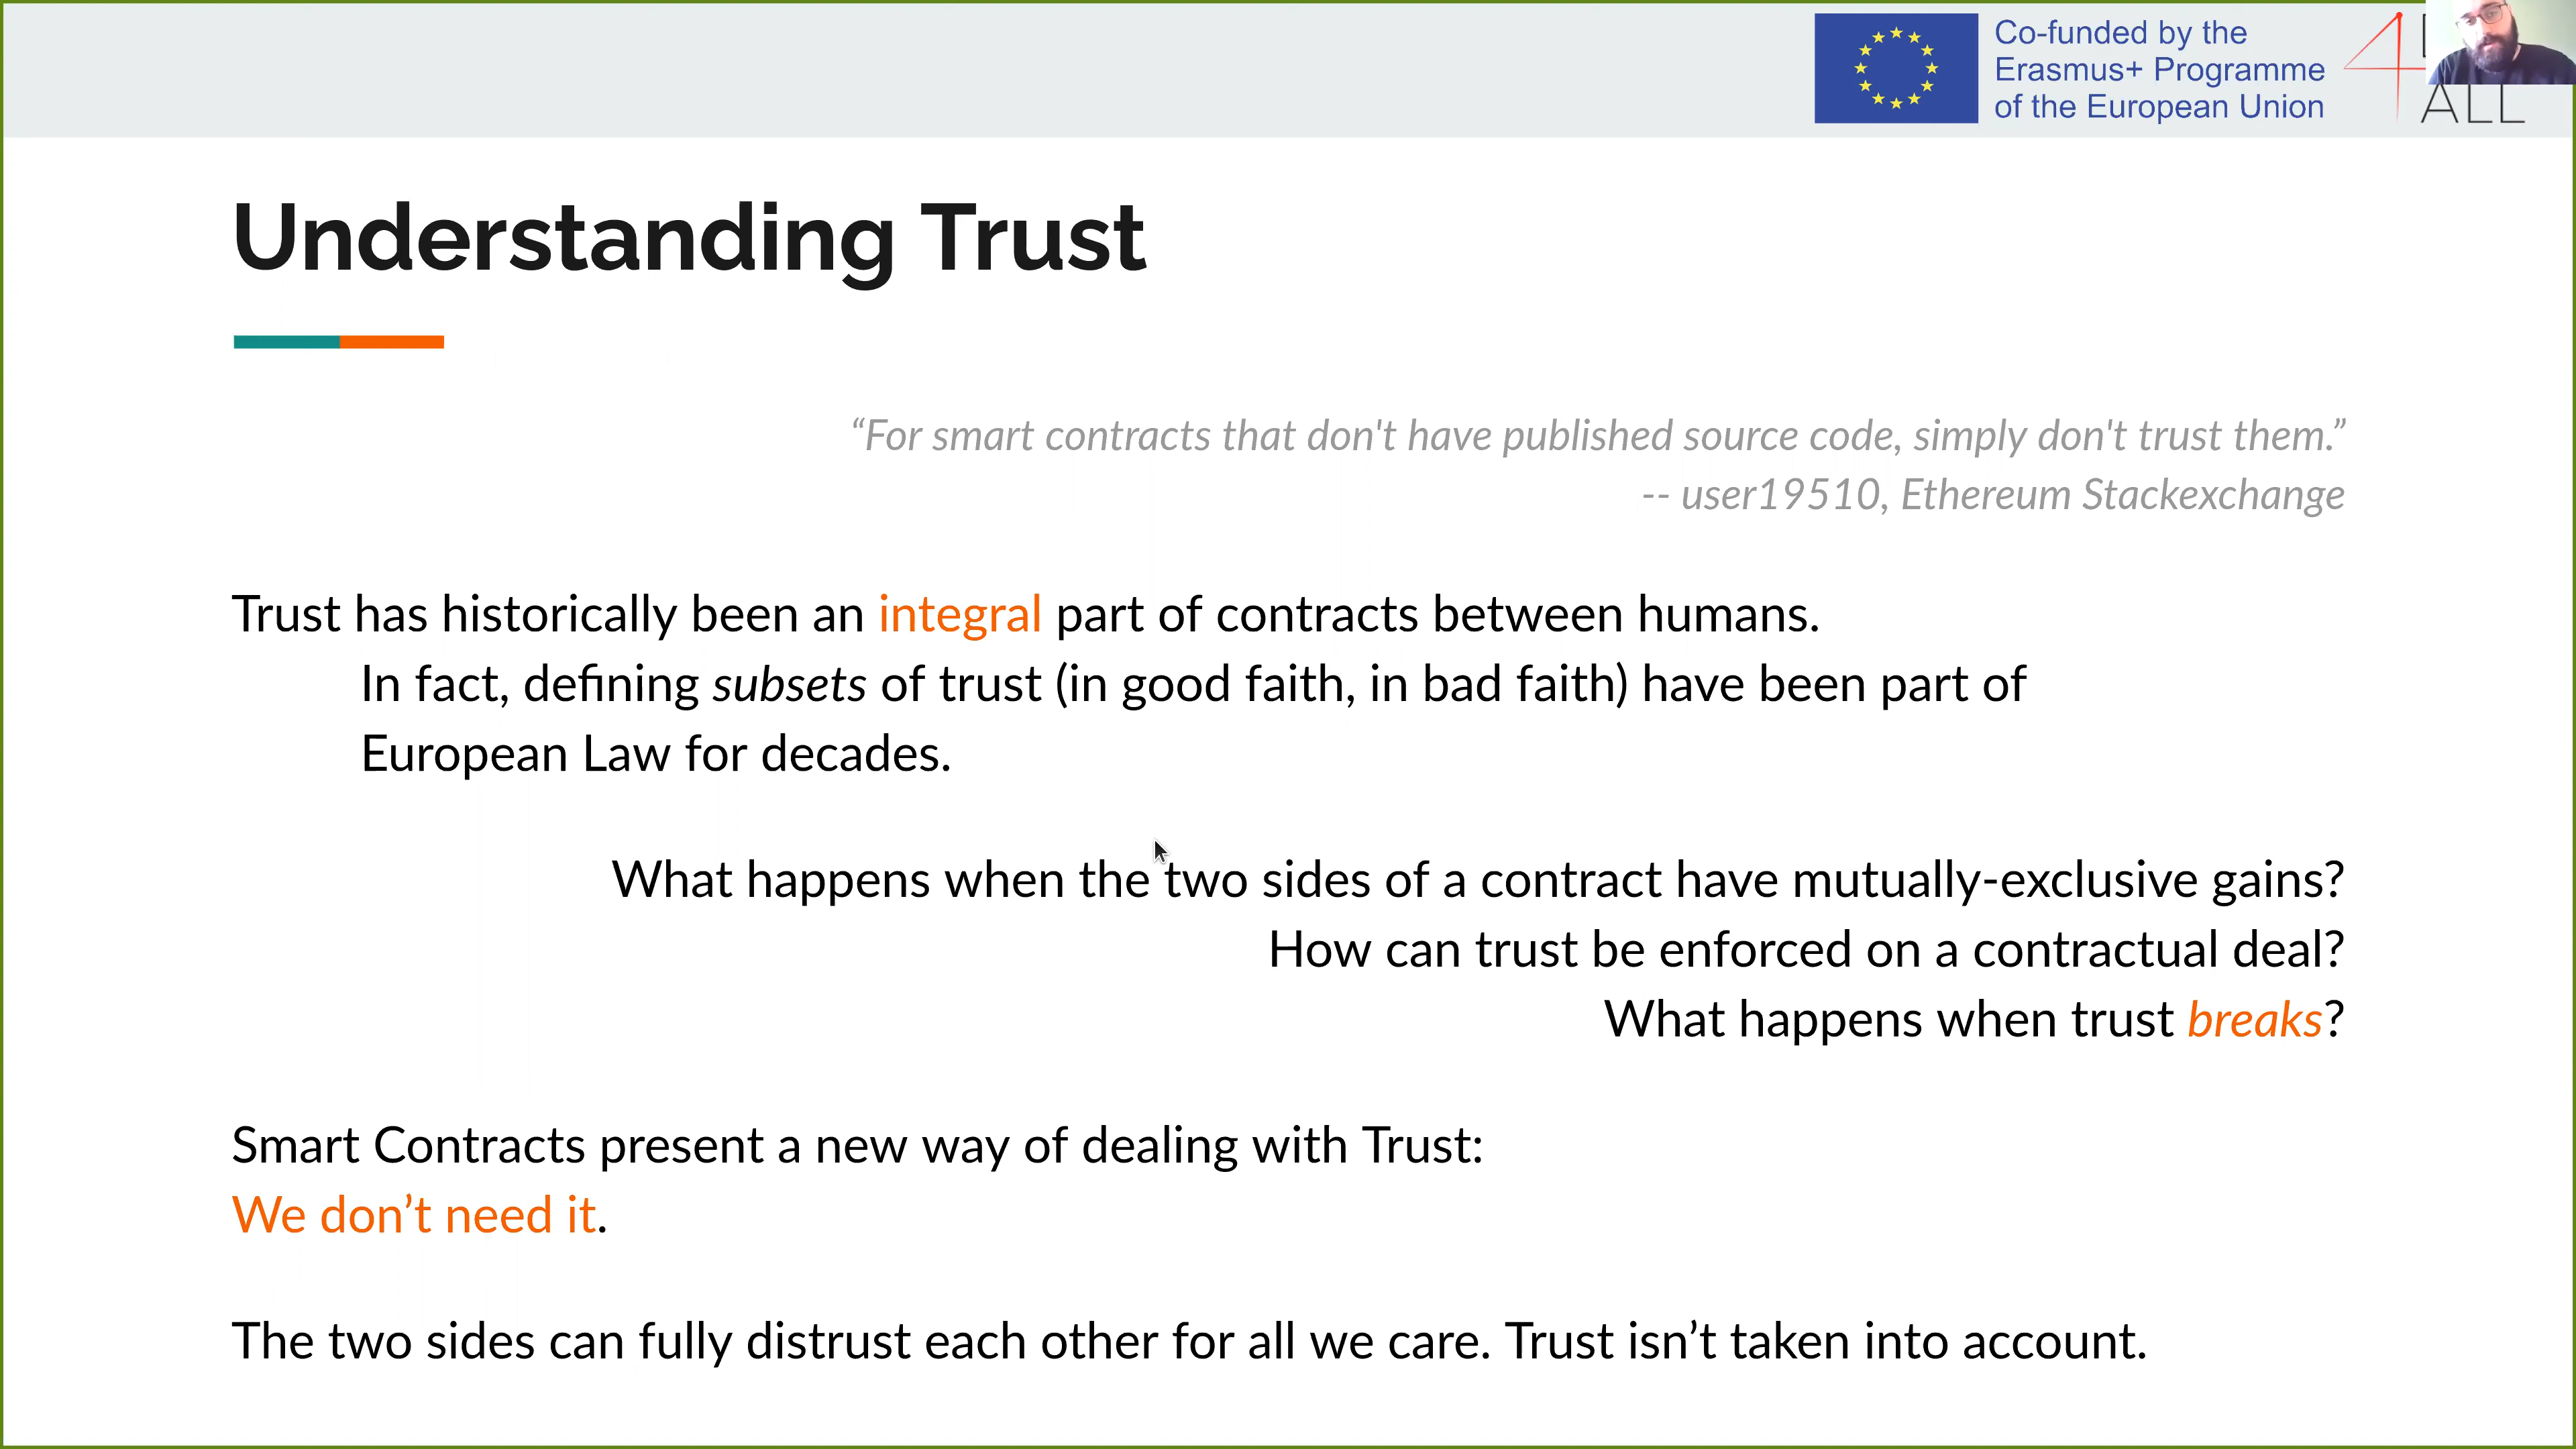 Co-funded by the
Erasmus+ Programme
of the European Union
4
ALL
Understanding Trust
“For smart contracts that don't have published source code, simply don't trust them.”
-- user19510, Ethereum Stackexchange
Trust has historically been an integral part of contracts between humans.
In fact, defining subsets of trust (in good faith, in bad faith) have been part of
European Law for decades.
What happens when the two sides of a contract have mutually-exclusive gains?
How can trust be enforced on a contractual deal?
What happens when trust breaks?
Smart Contracts present a new way of dealing with Trust:
We don’t need it.
The two sides can fully distrust each other for all we care. Trust isn’t taken into account.